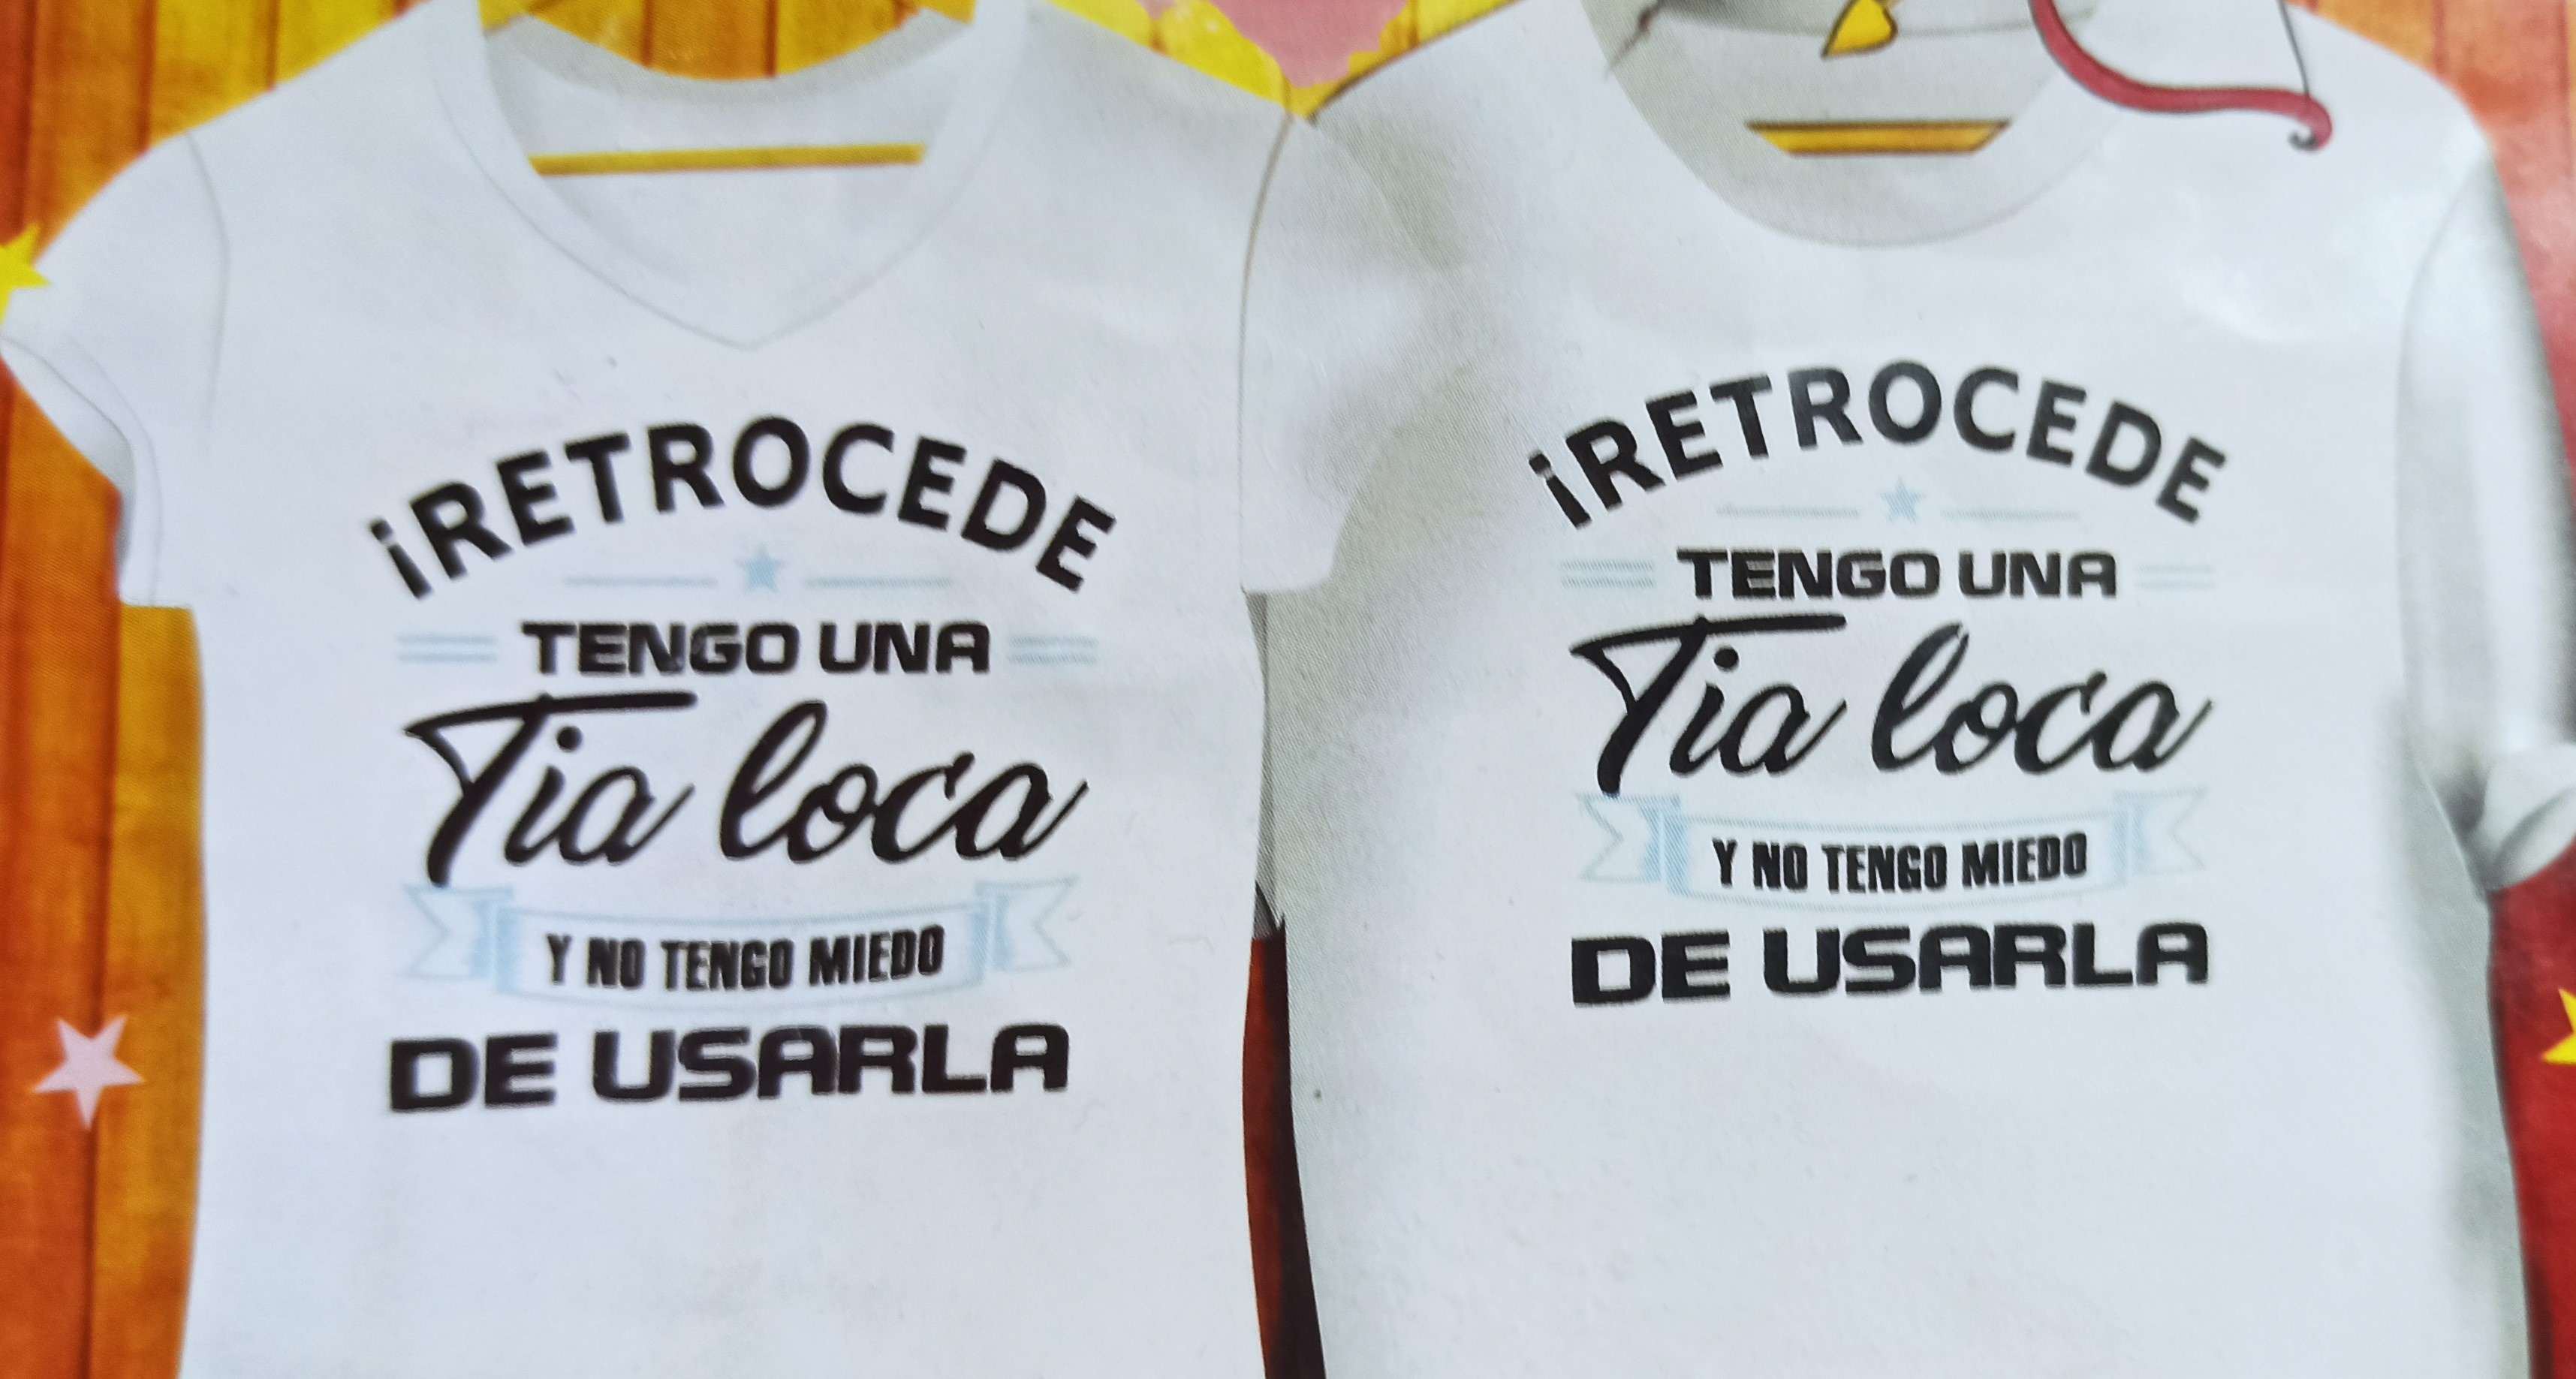 ¡RETROCEDE
TENGO UNA
Tia loca
Y NO TENGO MIEDO
DE USARLA
¡RETROCEDE
TENGO UNA
Tia loca
Y NO TENGO MIEDO
DE USARLA